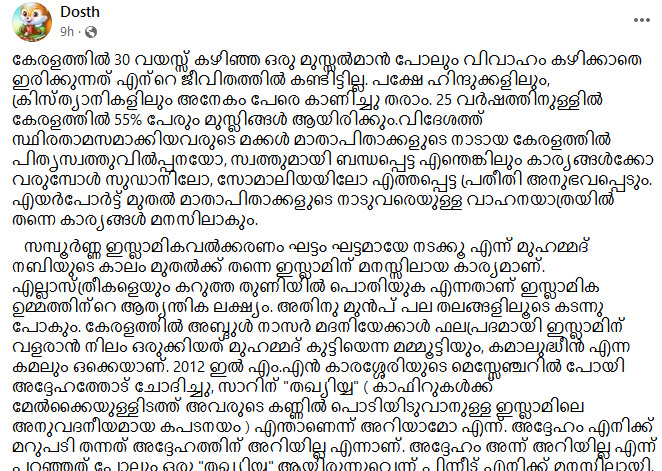 Dosth
9h ·
കേരളത്തിൽ 30 വയസ്സ് കഴിഞ്ഞ ഒരു മുസ്ലൽമാൻ പോലും വിവാഹം കഴിക്കാതെ
ഇരിക്കുന്നത് എന്റെ ജീവിതത്തിൽ കണ്ടിട്ടില്ല. പക്ഷേ ഹിന്ദുക്കളിലും,
ക്രിസ്ത്യാനികളിലും അനേകം പേരെ കാണിച്ചു തരാം. 25 വർഷത്തിനുള്ളിൽ
കേരളത്തിൽ 55% പേരും മുസ്ലിങ്ങൾ ആയിരിക്കും.വിദേശത്ത്
സ്ഥിരതാമസമാക്കിയവരുടെ മക്കൾ മാതാപിതാക്കളുടെ നാടായ കേരളത്തിൽ
പിതൃസ്വത്തുവിൽപ്പനയോ, സ്വത്തുമായി ബന്ധപ്പെട്ട എന്തെങ്കിലും കാര്യങ്ങൾക്കോ
വരുമ്പോൾ സുഡാനിലോ, സോമാലിയയിലോ എത്തപ്പെട്ട പ്രതീതി അനുഭവപ്പെടും.
എയർപോർട്ട് മുതൽ മാതാപിതാക്കളുടെ നാടുവരെയുള്ള വാഹനയാത്രയിൽ
തന്നെ കാര്യങ്ങൾ മനസിലാകും.
സമ്പൂർണ്ണ ഇസ്ലാമികവൽക്കരണം ഘട്ടം ഘട്ടമായേ നടക്കൂ എന്ന് മുഹമ്മദ്
നബിയുടെ കാലം മുതൽക്ക് തന്നെ ഇസ്ലാമിന് മനസ്സിലായ കാര്യമാണ്.
എല്ലാസ്ത്രീകളെയും കറുത്ത തുണിയിൽ പൊതിയുക എന്നതാണ് ഇസ്ലാമിക
ഉമ്മത്തിന്റെ ആത്യന്തിക ലക്ഷ്യം. അതിനു മുൻപ് പല തലങ്ങളിലൂടെ കടന്നു
പോകും. കേരളത്തിൽ അബ്ദുൾ നാസർ മദനിയേക്കാൾ ഫലപ്രദമായി ഇസ്ലാമിന്
വളരാൻ നിലം ഒരുക്കിയത് മുഹമ്മദ് കുട്ടിയെന്ന മമ്മൂട്ടിയും, കമാലുദ്ധീൻ എന്ന
കമലും ഒക്കെയാണ്. 2012 ഇൽ എം.എൻ കാരശ്ശേരിയുടെ മെസ്സേഞ്ചറിൽ പോയി
അദ്ദേഹത്തോട് ചോദിച്ചു, സാറിന് "തഖ്യിയ്യ" ( കാഫിറുകൾക്ക്
മേൽക്കൈയുള്ളിടത്ത് അവരുടെ കണ്ണിൽ പൊടിയിടുവാനുള്ള ഇസ്ലാമിലെ
അനുവദനീയമായ കപടനയം ) എന്താണെന്ന് അറിയാമോ എന്ന്. അദ്ദേഹം എനിക്ക്
മറുപടി തന്നത് അദ്ദേഹത്തിന് അറിയില്ല എന്നാണ്. അദ്ദേഹം അന്ന് അറിയില്ല എന്ന്
പറഞ്ഞത് പോലും ഒരു "തഖ്യിയ്യ" ആയിരുന്നുവെന്ന് പിന്നീട് എനിക്ക് മനസിലായി